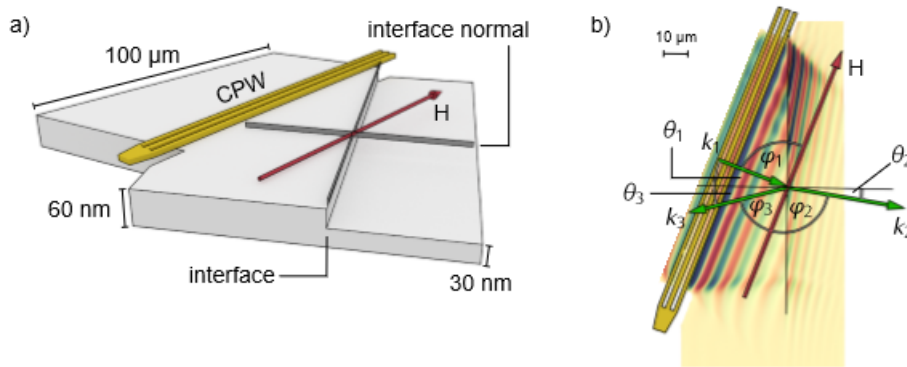 a)
100 μm
CPW
interface normal
H
60 nm
interface
30 nm
b)
10 μm
H
θ1
k1
φ1
θ2
θ3
k3
φ3
φ2
k2